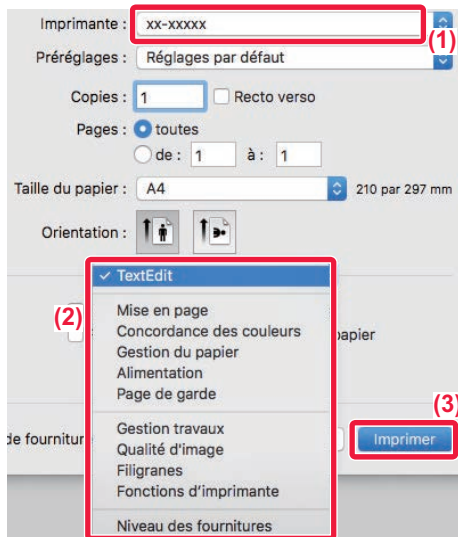 Imprimante : xx-xxxxx
(1)
Préréglages : Réglages par défaut
Copies : 1 Recto verso
Pages : toutes
de : 1 à : 1
Taille du papier : A4 210 par 297 mm
Orientation :
✓ TextEdit
(2)
Mise en page
Concordance des couleurs
papier
Gestion du papier
Alimentation
Page de garde
(3)
Gestion travaux
de fournitur
Imprimer
Qualité d'image
Filigranes
Fonctions d'imprimante
Niveau des fournitures